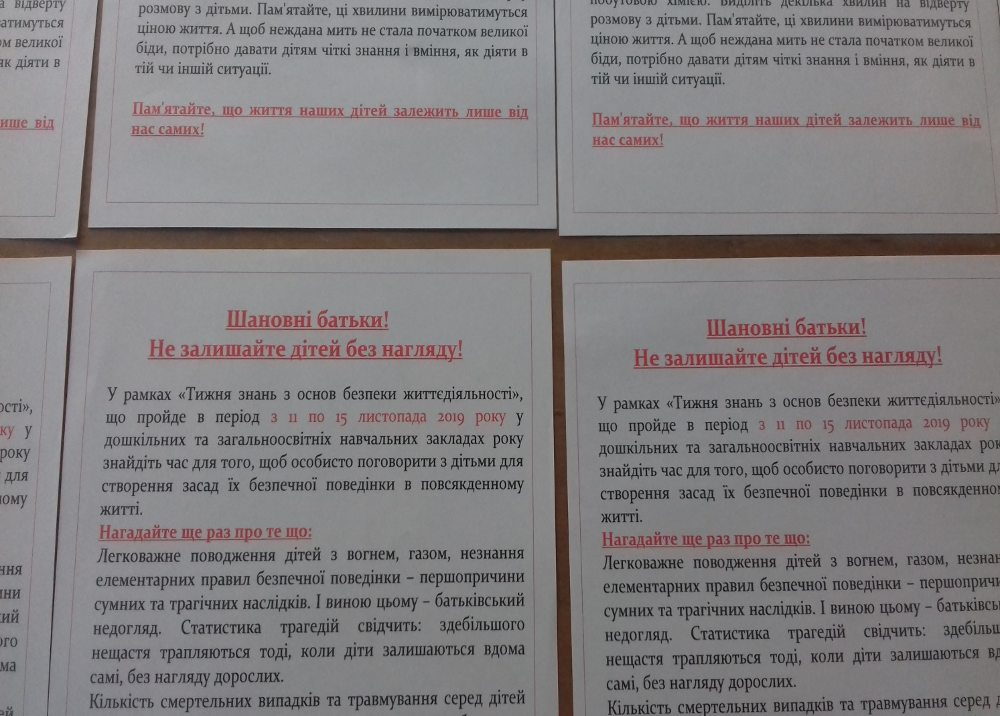 а відверту
ватимуться
ом великої
як діяти в
ише від
розмову з дітьми. Пам'ятайте, ці хвилини вимірюватимуться
ціною життя. А щоб неждана мить не стала початком великої
біди, потрібно давати дітям чіткі знання і вміння, як діяти в
тій чи іншій ситуації.
Пам'ятайте, що життя наших дітей залежить лише від
нас самих!
побутовою хімією. Виділіть декілька хвилин на відверту
розмову з дітьми. Пам'ятайте, ці хвилини вимірюватимуться
ціною життя. А щоб неждана мить не стала початком великої
біди, потрібно давати дітям чіткі знання і вміння, як діяти в
тій чи іншій ситуації.
Пам'ятайте, що життя наших дітей залежить лише від
нас самих!
ості»,
ку у
року
для
ому
ння
ини
кий
ого
ма
ей
Шановні батьки!
Не залишайте дітей без нагляду!
У рамках «Тижня знань з основ безпеки життєдіяльності»,
що пройде в період з 11 по 15 листопада 2019 року у
дошкільних та загальноосвітніх навчальних закладах року
знайдіть час для того, щоб особисто поговорити з дітьми для
створення засад їх безпечної поведінки в повсякденному
житті.
Нагадайте ще раз про те що:
Легковажне поводження дітей з вогнем, газом, незнання
елементарних правил безпечної поведінки – першопричини
сумних та трагічних наслідків. І виною цьому – батьківський
недогляд. Статистика трагедій свідчить: здебільшого
нещастя трапляються тоді, коли діти залишаються вдома
самі, без нагляду дорослих.
Кількість смертельних випадків та травмування серед дітей
Шановні батьки!
Не залишайте дітей без нагляду!
У рамках «Тижня знань з основ безпеки життєдіяльності»
що пройде в період з 11 по 15 листопада 2019 року
дошкільних та загальноосвітніх навчальних закладах рок
знайдіть час для того, щоб особисто поговорити з дітьми дл
створення засад їх безпечної поведінки в повсякденном
житті.
Нагадайте ще раз про те що:
Легковажне поводження дітей з вогнем, газом, незнан
елементарних правил безпечної поведінки – першопричи
сумних та трагічних наслідків. І виною цьому – батьківсь
недогляд. Статистика трагедій свідчить: здебільш
нещастя трапляються тоді, коли діти залишаються вд
самі, без нагляду дорослих.
Кількість смертельних випадків та травмування серед д